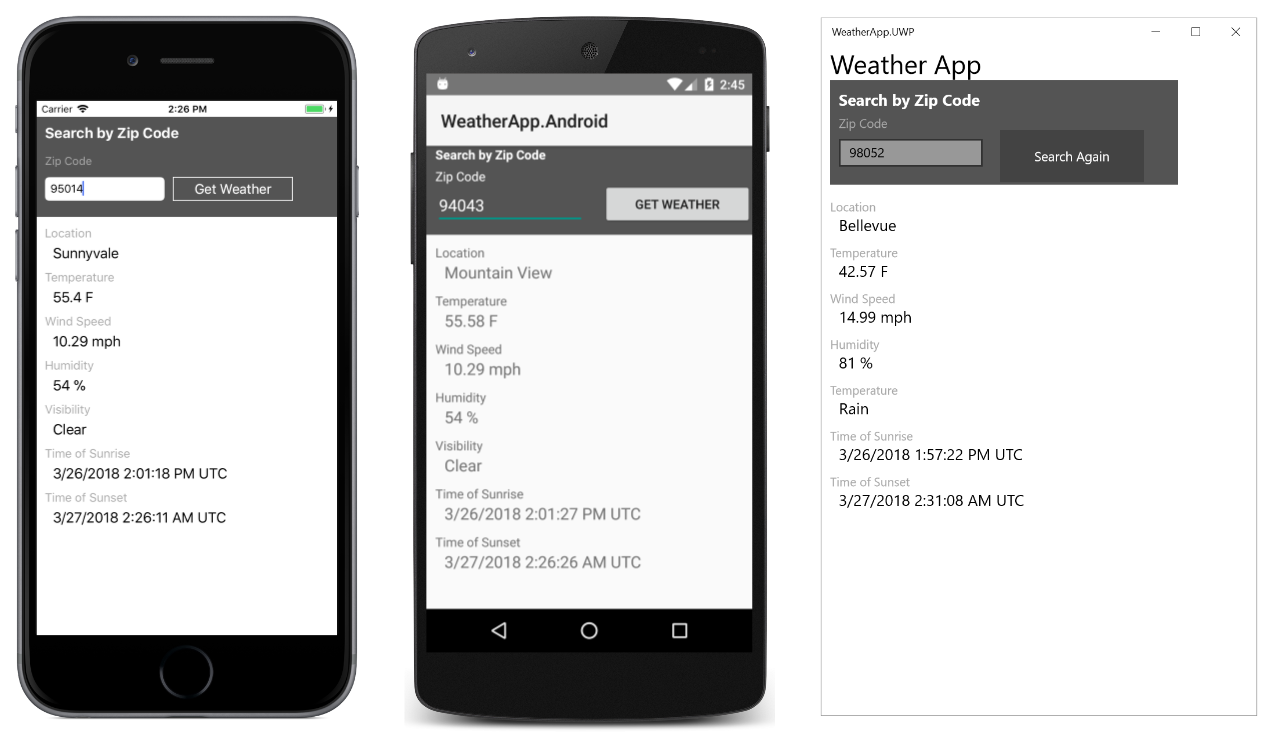 Carrier 2:26 PM
Search by Zip Code
Zip Code
95014 Get Weather
Location
Sunnyvale
Temperature
55.4 F
Wind Speed
10.29 mph
Humidity
54 %
Visibility
Clear
Time of Sunrise
3/26/2018 2:01:18 PM UTC
Time of Sunset
3/27/2018 2:26:11 AM UTC
2:45
WeatherApp.Android
Search by Zip Code
Zip Code
94043 GET WEATHER
Location
Mountain View
Temperature
55.58 F
Wind Speed
10.29 mph
Humidity
54 %
Visibility
Clear
Time of Sunrise
3/26/2018 2:01:27 PM UTC
Time of Sunset
3/27/2018 2:26:26 AM UTC
WeatherApp.UWP
Weather App
Search by Zip Code
Zip Code
98052 Search Again
Location
Bellevue
Temperature
42.57 F
Wind Speed
14.99 mph
Humidity
81 %
Temperature
Rain
Time of Sunrise
3/26/2018 1:57:22 PM UTC
Time of Sunset
3/27/2018 2:31:08 AM UTC